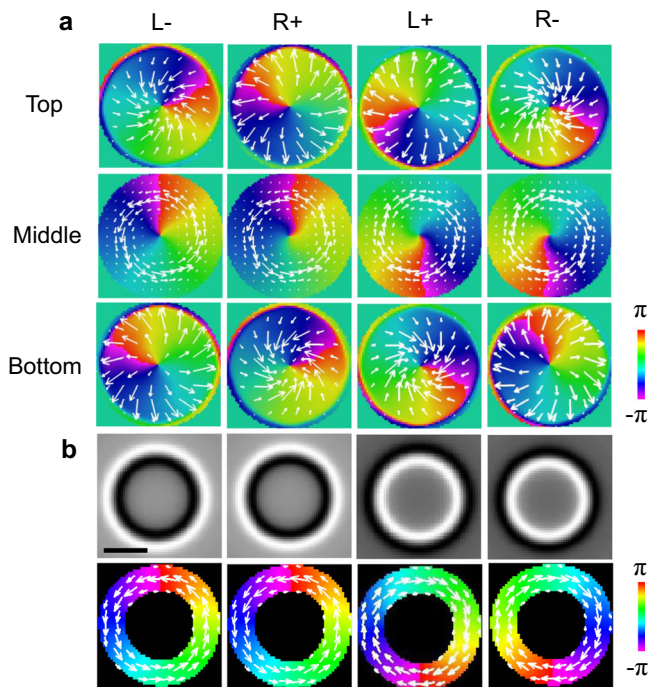 a
L- R+ L+ R-
Top
Middle
Bottom
π
-π
b
π
-π